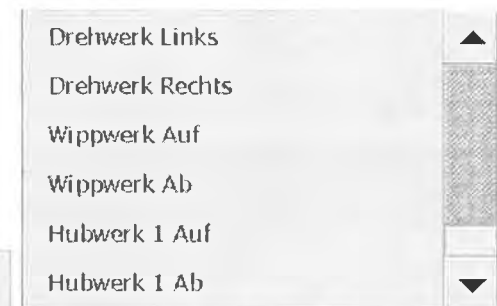 Drehwerk Links
Drehwerk Rechts
Wippwerk Auf
Wippwerk Ab
Hubwerk 1 Auf
Hubwerk 1 Ab